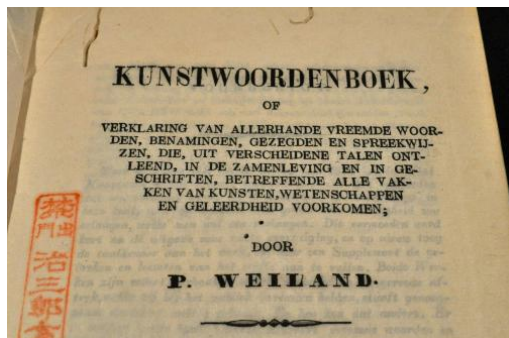 KUNSTWOORDENBOEK,
OF
VERKLARING VAN ALLERHANDE VREEMDE WOOR-
DEN, BENAMINGEN, GEZEGDEN EN SPREEKWIJ-
ZEN, DIE, UIT VERSCHEIDENE TALEN ONT-
LEEND, IN DE ZAMENLEVING EN IN GE-
SCHRIFTEN, BETREFFENDE ALLE VAK-
KEN VAN KUNSTEN, WETENSCHAPPEN
EN GELEERDHEID VOORKOMEN;
DOOR
P. WEILAND.